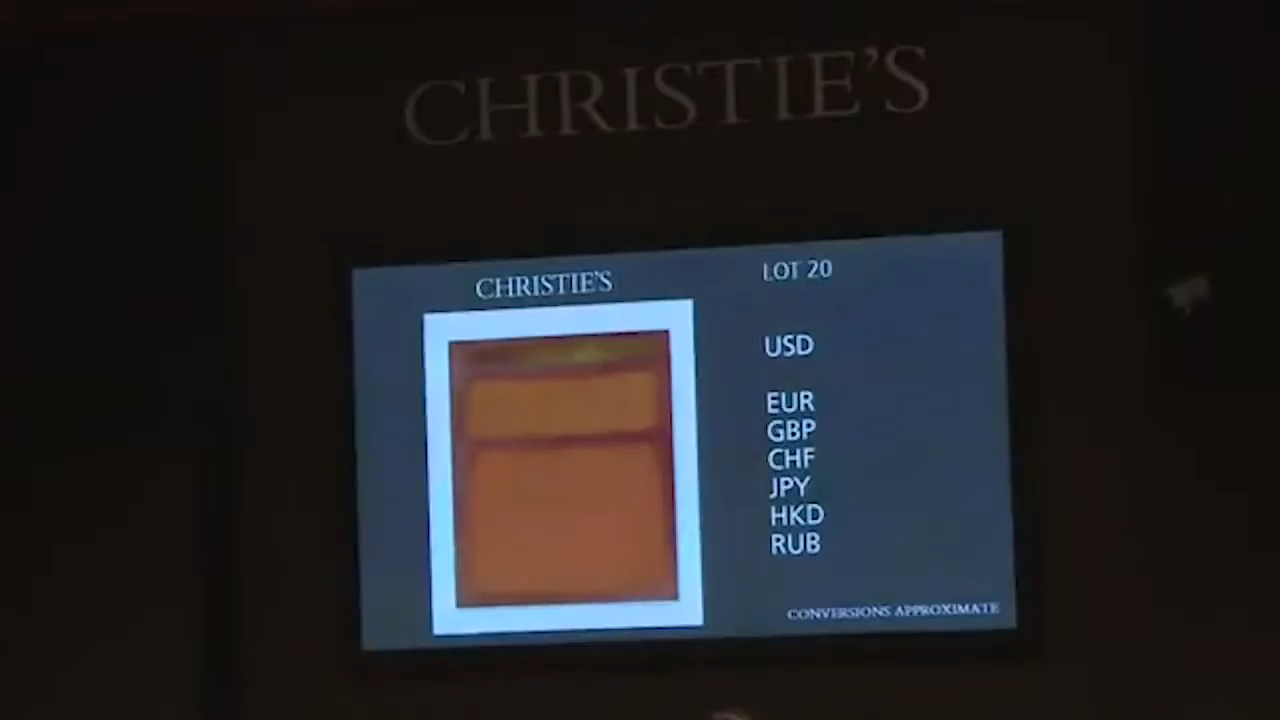 CHRISTIE'S
CHRISTIE'S
LOT 20
USD
EUR
GBP
CHF
JPY
HKD
RUB
CONVERSIONS APPROXIMATE